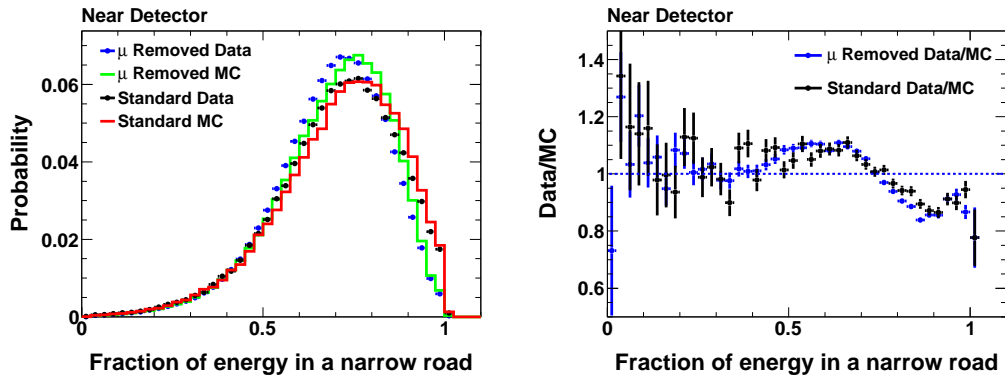 Near Detector
μ Removed Data
μ Removed MC
Standard Data
Standard MC
Probability
0.06
0.04
0.02
0
0 0.5 1
Fraction of energy in a narrow road
Near Detector
μ Removed Data/MC
Standard Data/MC
Data/MC
1.4
1.2
1
0.8
0.6
0 0.5 1
Fraction of energy in a narrow road